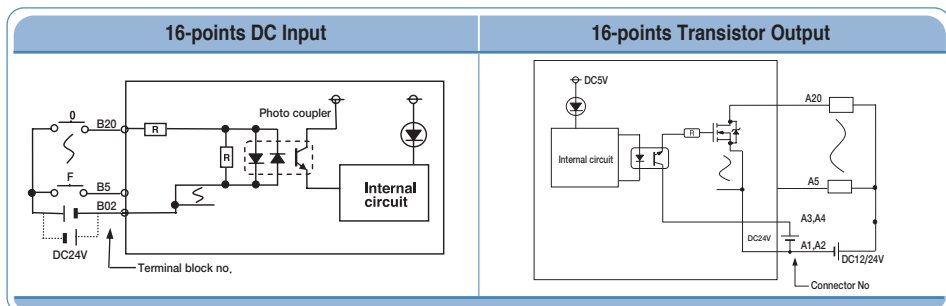 16-points DC Input
0
B20
R
Photo coupler
R
F
B5
B02
Internal
circuit
DC24V
Terminal block no.
16-points Transistor Output
DC5V
A20
R
Internal circuit
A5
A3,A4
DC24V
A1,A2
DC12/24V
Connector No